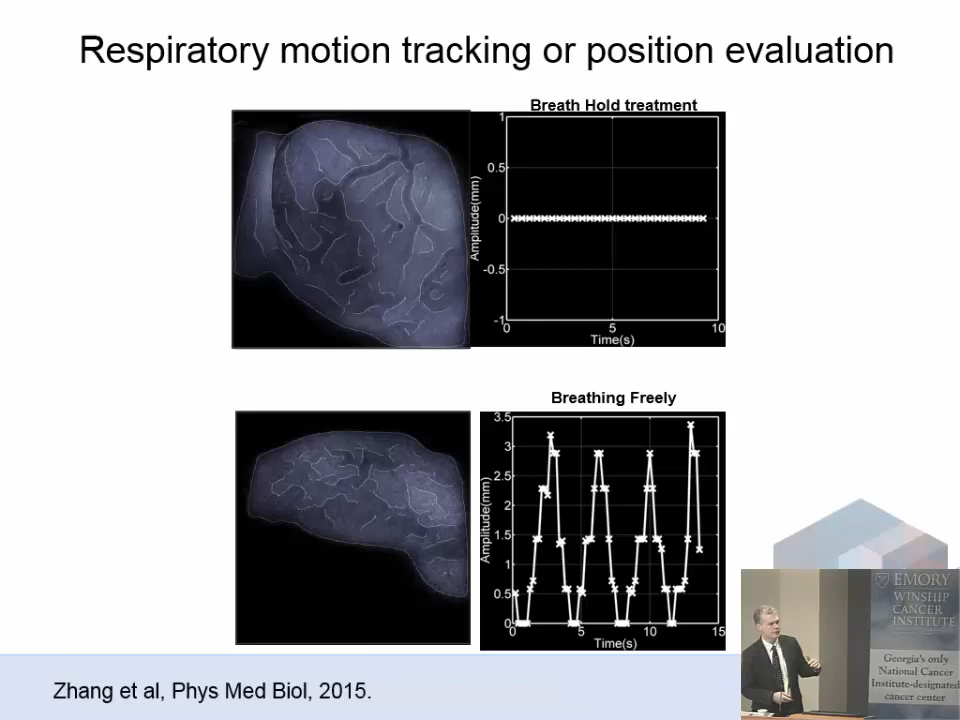 Respiratory motion tracking or position evaluation
Breath Hold treatment
1
0.5
0
-0.5
-1
Amplitude(mm)
0 5 10
Time(s)
Breathing Freely
3.5
3
2.5
2
1.5
1
0.5
0
Amplitude(mm)
0 5 10 15
Time(s)
EMORY
WINSHIP
CANCER
INSTITUTE
Georgia's only
National Cancer
Institute-designated
cancer center
Zhang et al, Phys Med Biol, 2015.